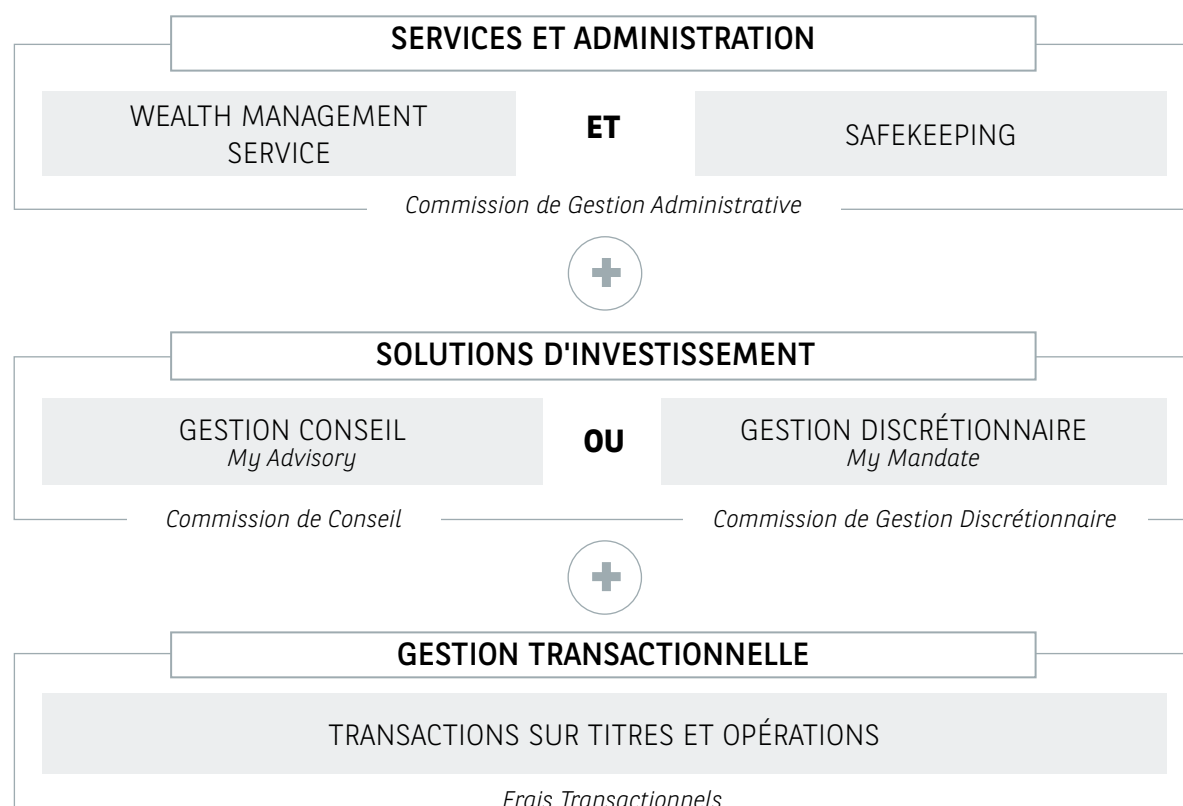 SERVICES ET ADMINISTRATION
WEALTH MANAGEMENT
SERVICE
ET
SAFEKEEPING
Commission de Gestion Administrative
SOLUTIONS D'INVESTISSEMENT
GESTION CONSEIL
My Advisory
OU
GESTION DISCRÉTIONNAIRE
My Mandate
Commission de Conseil
Commission de Gestion Discrétionnaire
GESTION TRANSACTIONNELLE
TRANSACTIONS SUR TITRES ET OPÉRATIONS
Frais Transactionnels